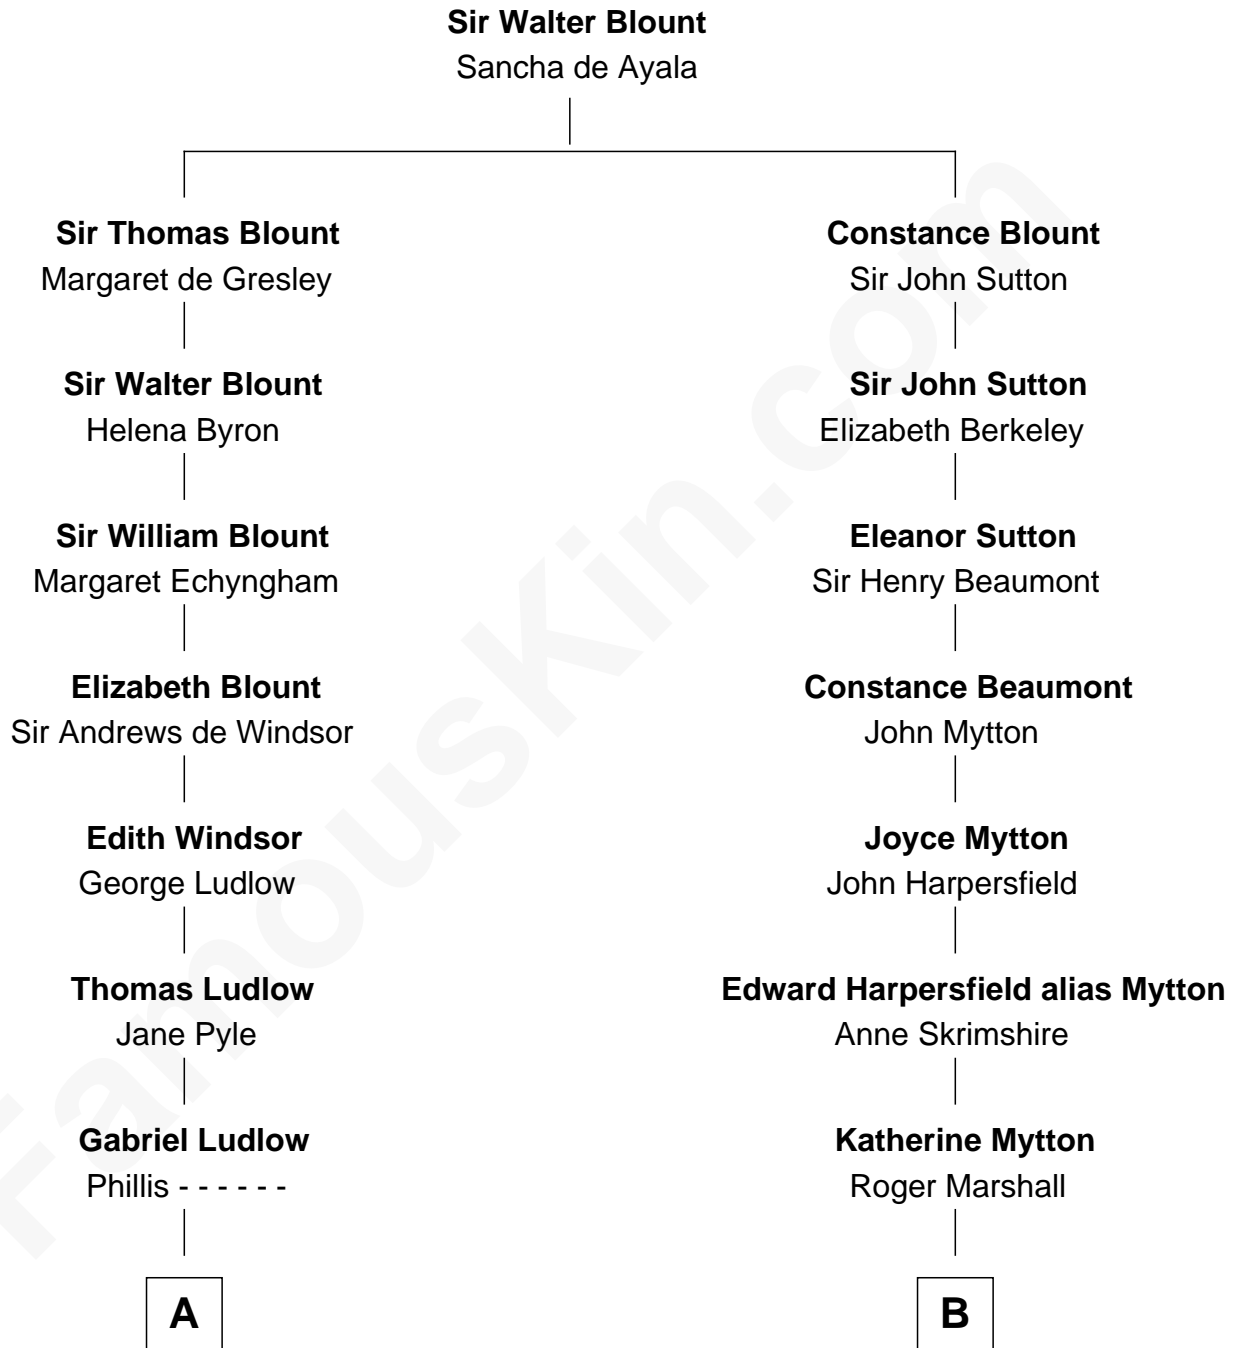 Sir Walter Blount
Sancha de Ayala
Sir Thomas Blount
Margaret de Gresley
Constance Blount
Sir John Sutton
Sir Walter Blount
Helena Byron
Sir John Sutton
Elizabeth Berkeley
Sir William Blount
Margaret Echyngham
Eleanor Sutton
Sir Henry Beaumont
Elizabeth Blount
Sir Andrews de Windsor
Constance Beaumont
John Mytton
Edith Windsor
George Ludlow
Joyce Mytton
John Harpersfield
Thomas Ludlow
Jane Pyle
Edward Harpersfield alias Mytton
Anne Skrimshire
Gabriel Ludlow
Phillis - - - - - -
Katherine Mytton
Roger Marshall
A
B
FamousKin.com